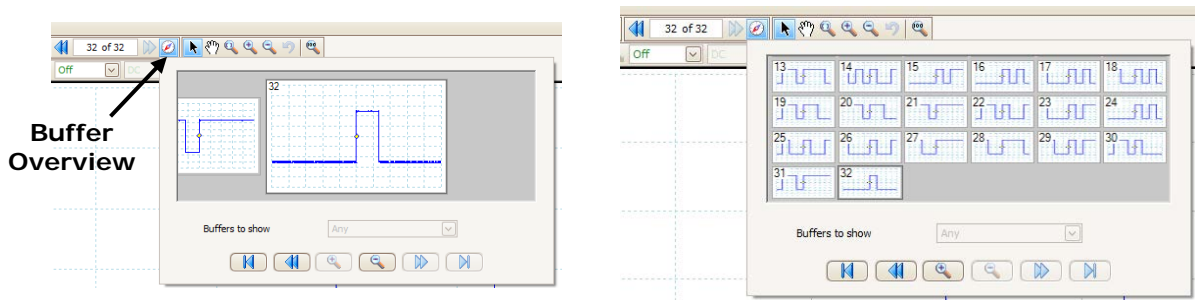 32 of 32
Off
DC
Buffer
Overview
32
Buffers to show
Any
32 of 32
Off
DC
13 14 15 16 17 18
19 20 21 22 23 24
25 26 27 28 29 30
31 32
Buffers to show
Any